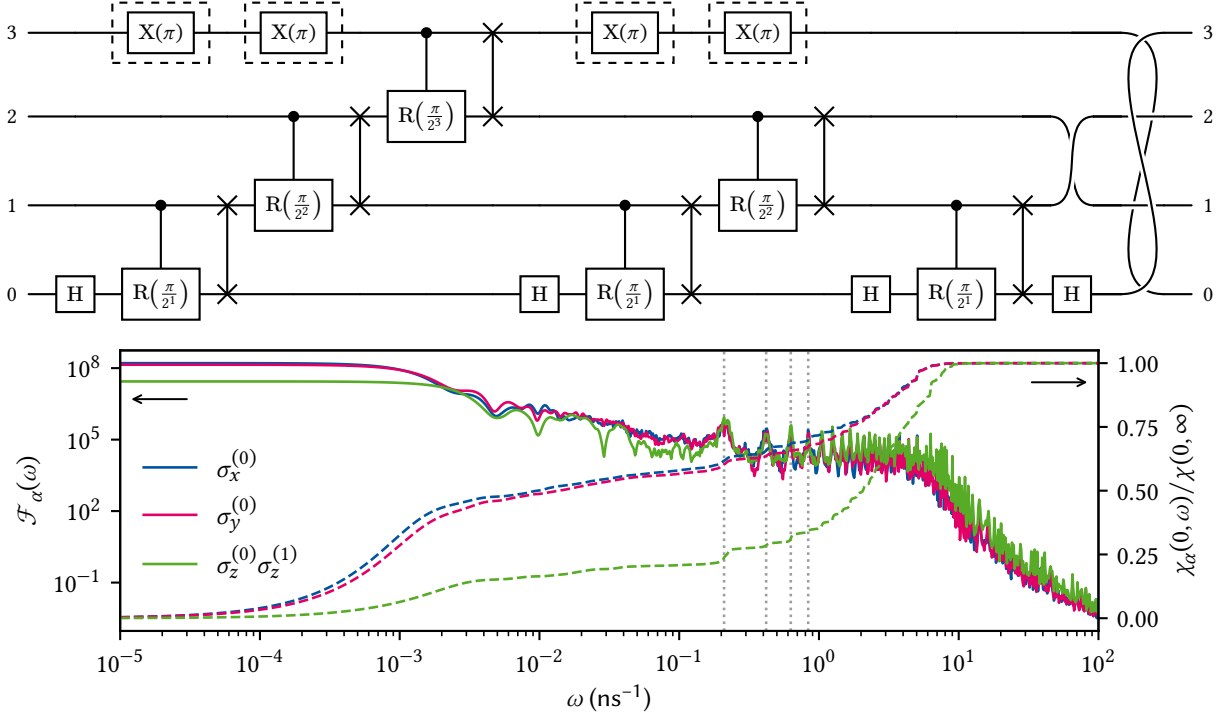 3 X(π) X(π) X(π) X(π) 3
2 R(π/2³) 2
1 R(π/2²) R(π/2²) 1
0 H R(π/2¹) H R(π/2¹) H R(π/2¹) H 0
10⁸ 1.00
10⁵ 0.75
10² 0.50
10⁻¹ 0.25
0.00
ℱ_α(ω)
χ_α(0, ω)/χ(0, ∞)
σ_x^(0)
σ_y^(0)
σ_z^(0)σ_z^(1)
10⁻⁵ 10⁻⁴ 10⁻³ 10⁻² 10⁻¹ 10⁰ 10¹ 10²
ω (ns⁻¹)